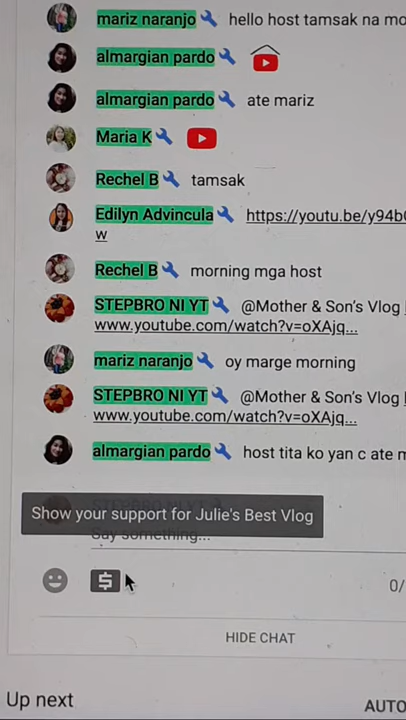 mariz naranjo hello host tamsak na mo
almargian pardo
almargian pardo ate mariz
Maria K
Rechel B tamsak
Edilyn Advincula https://youtu.be/y94b
w
Rechel B morning mga host
STEPBRO NI YT @Mother & Son's Vlog
www.youtube.com/watch?v=oXAjq...
mariz naranjo oy marge morning
STEPBRO NI YT @Mother & Son's Vlog
www.youtube.com/watch?v=oXAjq...
almargian pardo host tita ko yan c ate m
STEPBRO NI YT
Show your support for Julie's Best Vlog
Say something...
0/
HIDE CHAT
Up next AUTO